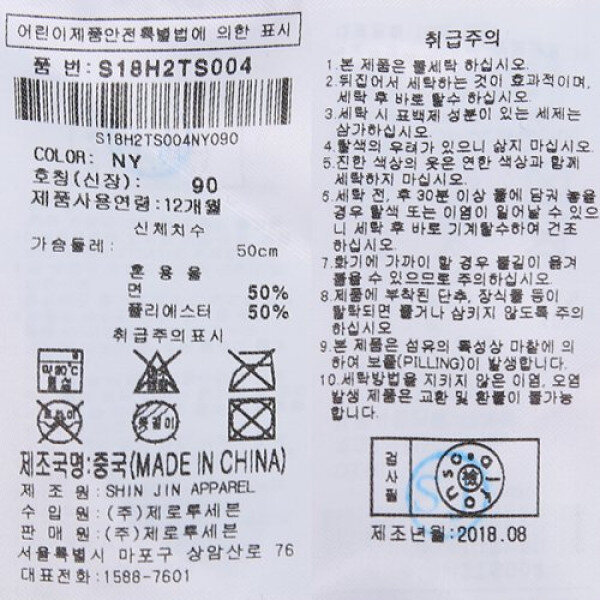 어린이제품안전특별법에 의한 표시
품 번: S18H2TS004
S18H2TS004NY090
COLOR: NY
호칭(신장): 90
제품사용연령: 12개월
신체치수
가슴둘레: 50cm
혼 용 율
면 50%
폴리에스터 50%
취급주의표시
약 30℃
중성
제조국명:중국(MADE IN CHINA)
제 조 원: SHIN JIN APPAREL
수 입 원: (주)제로투세븐
판 매 원: (주)제로투세븐
서울특별시 마포구 상암산로 76
대표전화: 1588-7601
취급주의
1.본 제품은 물세탁 하십시오.
2.뒤집어서 세탁하는 것이 효과적이며,
세탁 후 바로 탈수 하십시오.
3.세탁 시 표백제 성분이 있는 세제는
삼가하십시오.
4.탈색의 우려가 있으니 삶지 마십시오.
5.진한 색상의 옷은 연한 색상과 함께
세탁하지 마십시오.
6.세탁 전, 후 30분 이상 물에 담궈 놓을
경우 탈색 또는 이염이 일어날 수 있으
니 세탁 후 바로 기계탈수하여 건조
하십시오.
7.화기에 가까이 할 경우 불길이 옮겨
붙을 수 있으므로 주의하십시오.
8.제품에 부착된 단추, 장식물 등이
탈락되면 물거나 삼키지 않도록 주의
하십시오.
9.본 제품은 섬유의 특성상 마찰에 의
하여 보풀(PILLING)이 발생합니다.
10.세탁방법을 지키지 않은 이염, 오염
발생 제품은 교환 및 환불이 불가능
합니다.
검사필
檢
제조년월: 2018.08